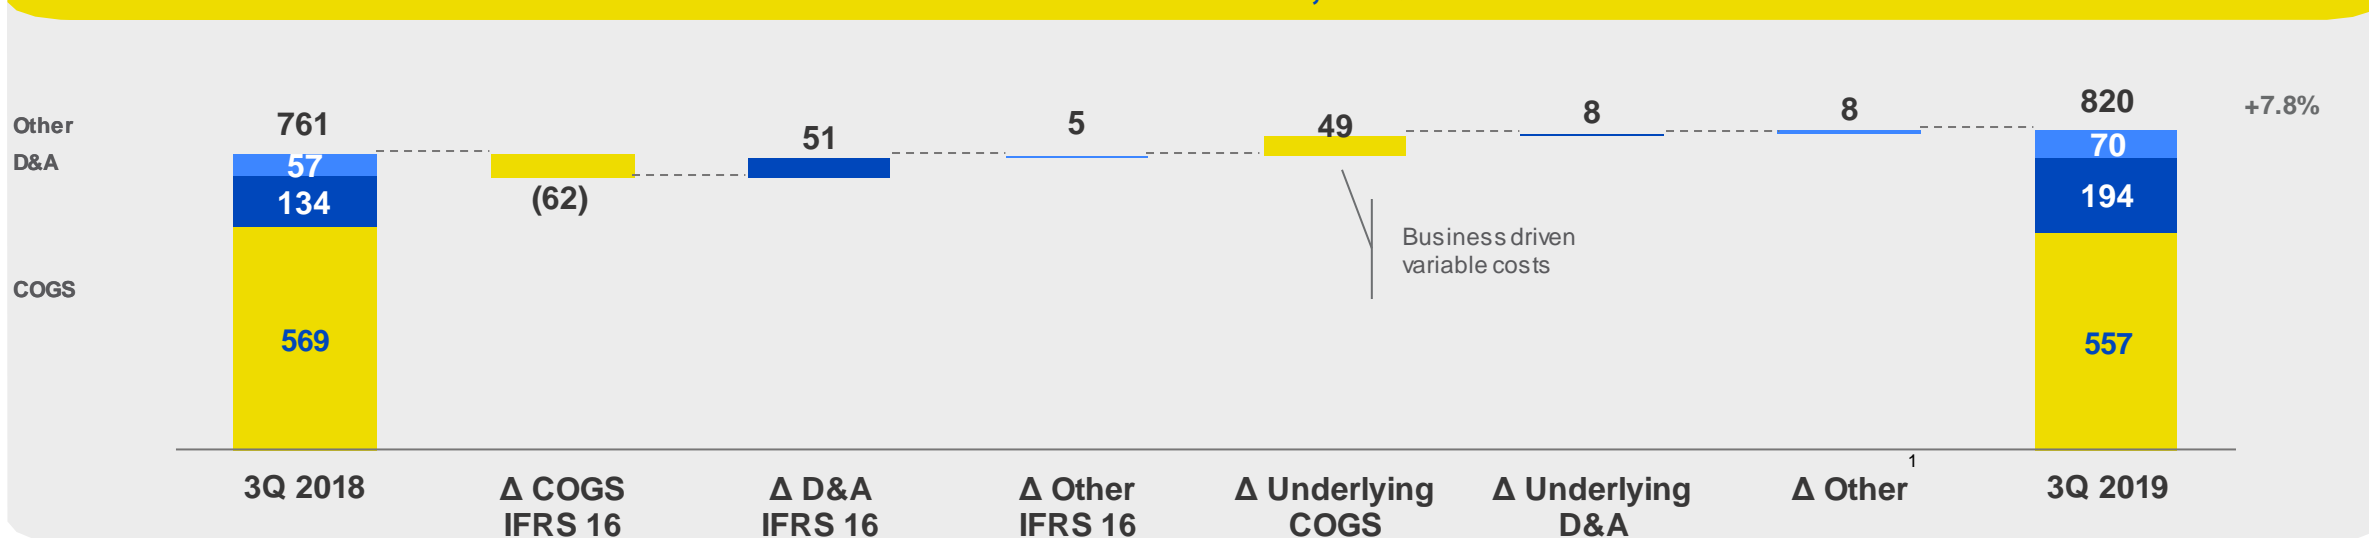 Other
D&A
COGS
761
57
134
569
(62)
51
5
49
8
8
820
70
194
557
+7.8%
Business driven
variable costs
3Q 2018
Δ COGS
IFRS 16
Δ D&A
IFRS 16
Δ Other
IFRS 16
Δ Underlying
COGS
Δ Underlying
D&A
Δ Other 1
3Q 2019